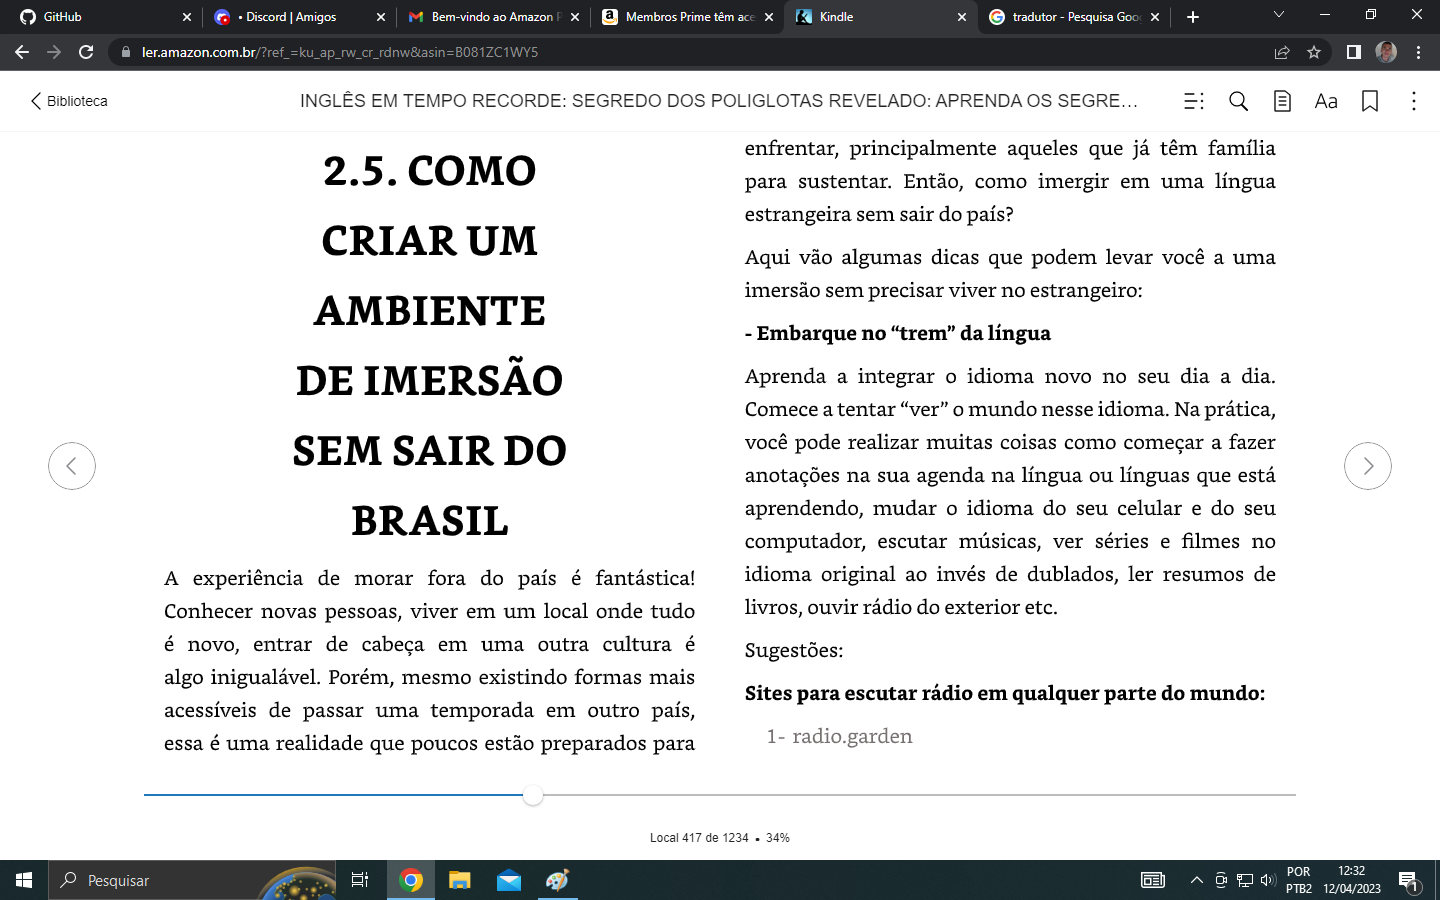 GitHub
• Discord | Amigos
Bem-vindo ao Amazon P
Membros Prime têm ace
Kindle
tradutor - Pesquisa Goo
ler.amazon.com.br/?ref_=ku_ap_rw_cr_rdnw&asin=B081ZC1WY5
Biblioteca
INGLÊS EM TEMPO RECORDE: SEGREDO DOS POLIGLOTAS REVELADO: APRENDA OS SEGRE...
Aa
2.5. COMO
CRIAR UM
AMBIENTE
DE IMERSÃO
SEM SAIR DO
BRASIL
A experiência de morar fora do país é fantástica!
Conhecer novas pessoas, viver em um local onde tudo
é novo, entrar de cabeça em uma outra cultura é
algo inigualável. Porém, mesmo existindo formas mais
acessíveis de passar uma temporada em outro país,
essa é uma realidade que poucos estão preparados para
enfrentar, principalmente aqueles que já têm família
para sustentar. Então, como imergir em uma língua
estrangeira sem sair do país?
Aqui vão algumas dicas que podem levar você a uma
imersão sem precisar viver no estrangeiro:
- Embarque no “trem” da língua
Aprenda a integrar o idioma novo no seu dia a dia.
Comece a tentar “ver” o mundo nesse idioma. Na prática,
você pode realizar muitas coisas como começar a fazer
anotações na sua agenda na língua ou línguas que está
aprendendo, mudar o idioma do seu celular e do seu
computador, escutar músicas, ver séries e filmes no
idioma original ao invés de dublados, ler resumos de
livros, ouvir rádio do exterior etc.
Sugestões:
Sites para escutar rádio em qualquer parte do mundo:
1- radio.garden
Local 417 de 1234 • 34%
Pesquisar
POR
PTB2
12:32
12/04/2023
1